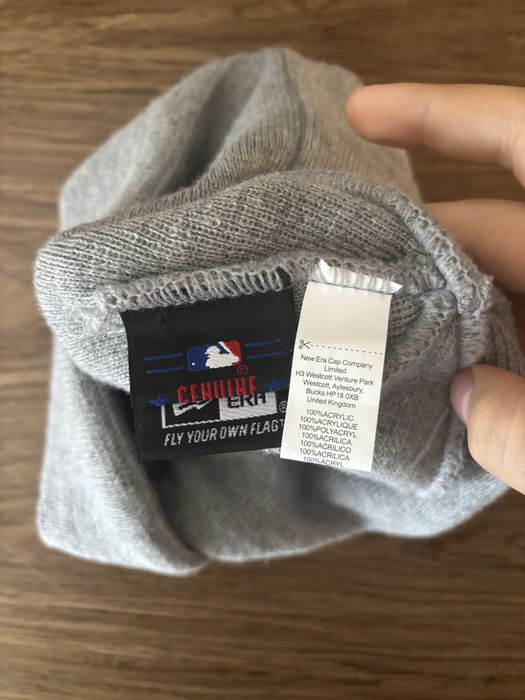 GENUINE
ERA
FLY YOUR OWN FLAG
New Era Cap Company
Limited
H3 Westcott Venture Park
Westcott, Aylesbury,
Bucks HP18 0XB
United Kingdom
100%ACRYLIC
100%ACRYLIQUE
100%POLYACRYL
100%ACRILICA
100%ACRILICO
100%ACRILICA
100%ACRYL